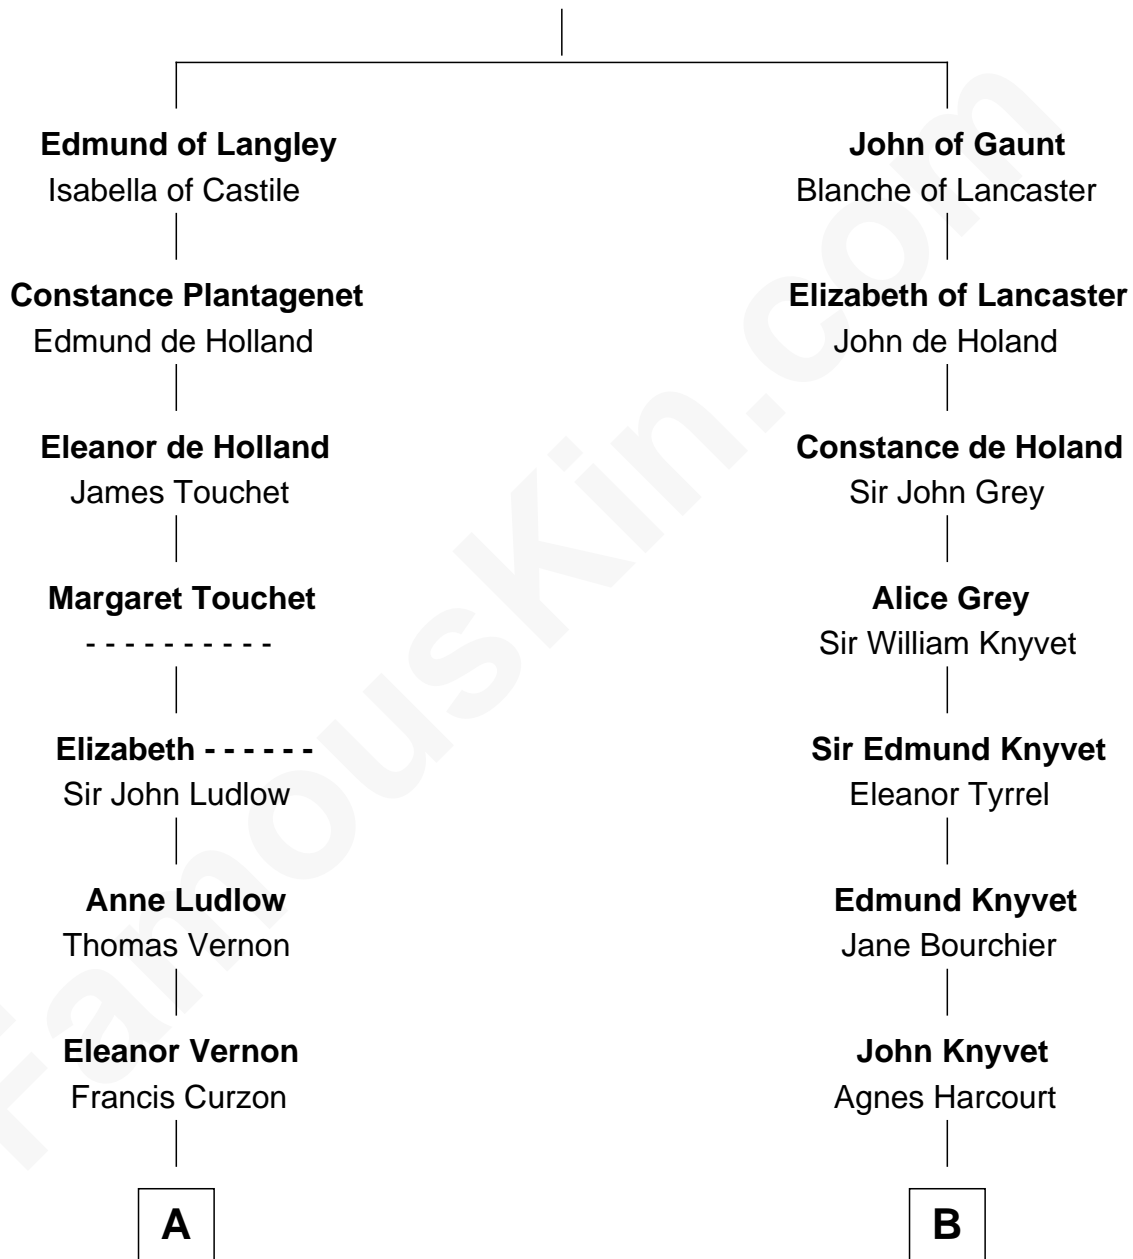 Edmund of Langley
Isabella of Castile
Constance Plantagenet
Edmund de Holland
Eleanor de Holland
James Touchet
Margaret Touchet
- - - - - - - - - -
Elizabeth - - - - - -
Sir John Ludlow
Anne Ludlow
Thomas Vernon
Eleanor Vernon
Francis Curzon
A
John of Gaunt
Blanche of Lancaster
Elizabeth of Lancaster
John de Holand
Constance de Holand
Sir John Grey
Alice Grey
Sir William Knyvet
Sir Edmund Knyvet
Eleanor Tyrrel
Edmund Knyvet
Jane Bourchier
John Knyvet
Agnes Harcourt
B
FamousKin.com